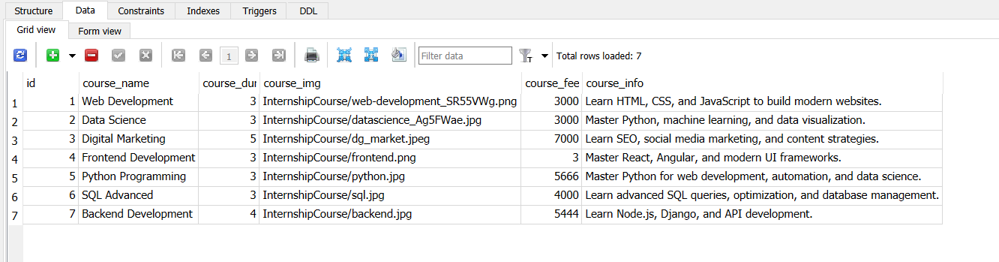 Structure Data Constraints Indexes Triggers DDL
Grid view Form view
1 Filter data T Total rows loaded: 7
id course_name course_dur course_img course_fee course_info
1 1 Web Development 3 InternshipCourse/web-development_SR55VWg.png 3000 Learn HTML, CSS, and JavaScript to build modern websites.
2 2 Data Science 3 InternshipCourse/datascience_Ag5FWae.jpg 3000 Master Python, machine learning, and data visualization.
3 3 Digital Marketing 5 InternshipCourse/dg_market.jpeg 7000 Learn SEO, social media marketing, and content strategies.
4 4 Frontend Development 3 InternshipCourse/frontend.png 3 Master React, Angular, and modern UI frameworks.
5 5 Python Programming 3 InternshipCourse/python.jpg 5666 Master Python for web development, automation, and data science.
6 6 SQL Advanced 3 InternshipCourse/sql.jpg 4000 Learn advanced SQL queries, optimization, and database management.
7 7 Backend Development 4 InternshipCourse/backend.jpg 5444 Learn Node.js, Django, and API development.